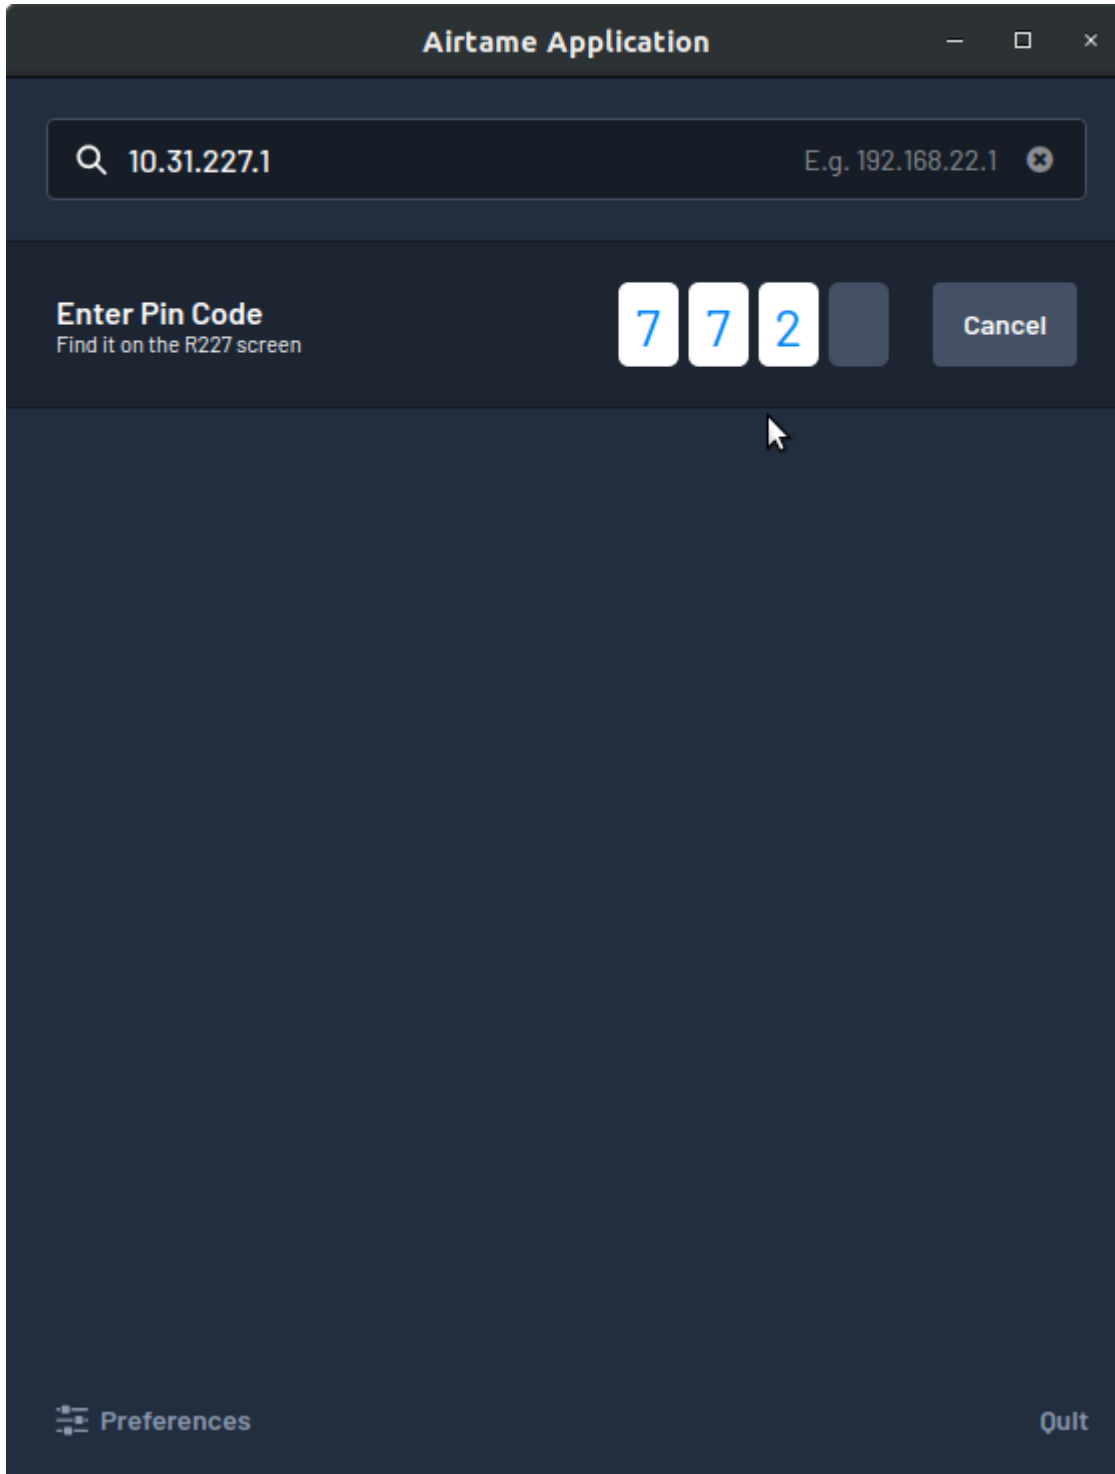 Airtame Application
10.31.227.1 E.g. 192.168.22.1
Enter Pin Code
Find it on the R227 screen
7 7 2
Cancel
Preferences
Quit